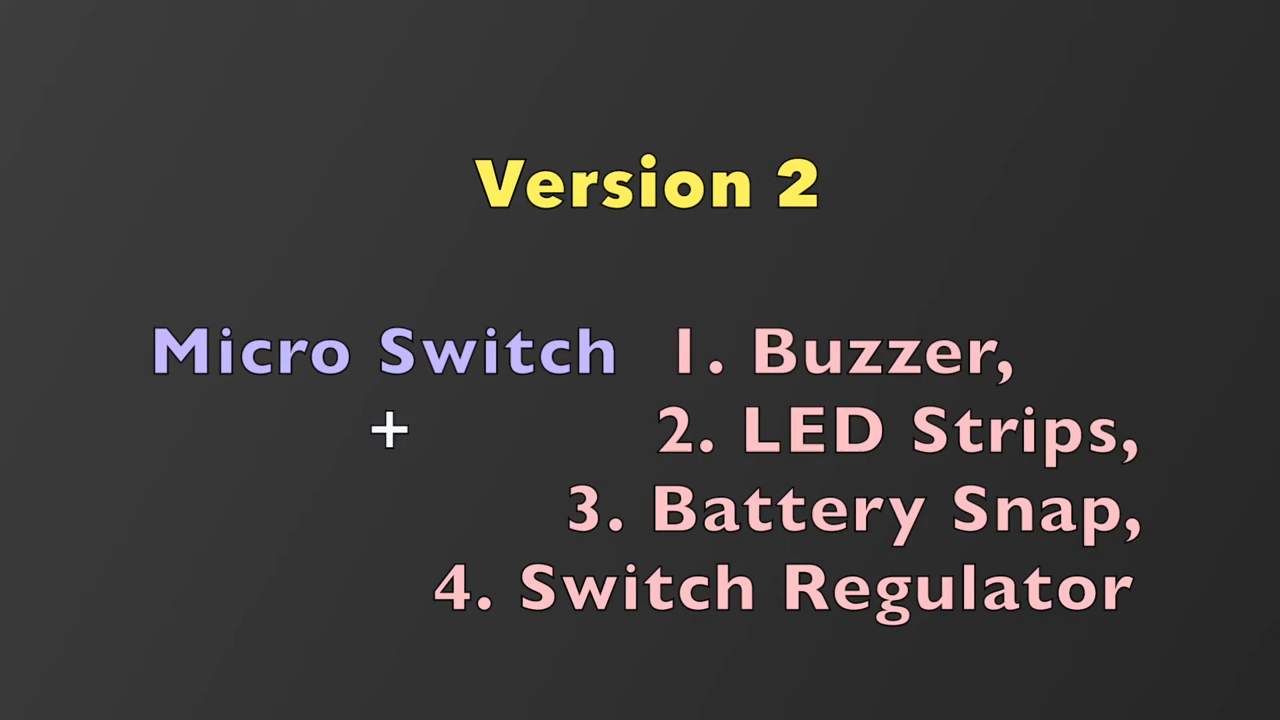 Version 2
Micro Switch 1. Buzzer,
+ 2. LED Strips,
3. Battery Snap,
4. Switch Regulator